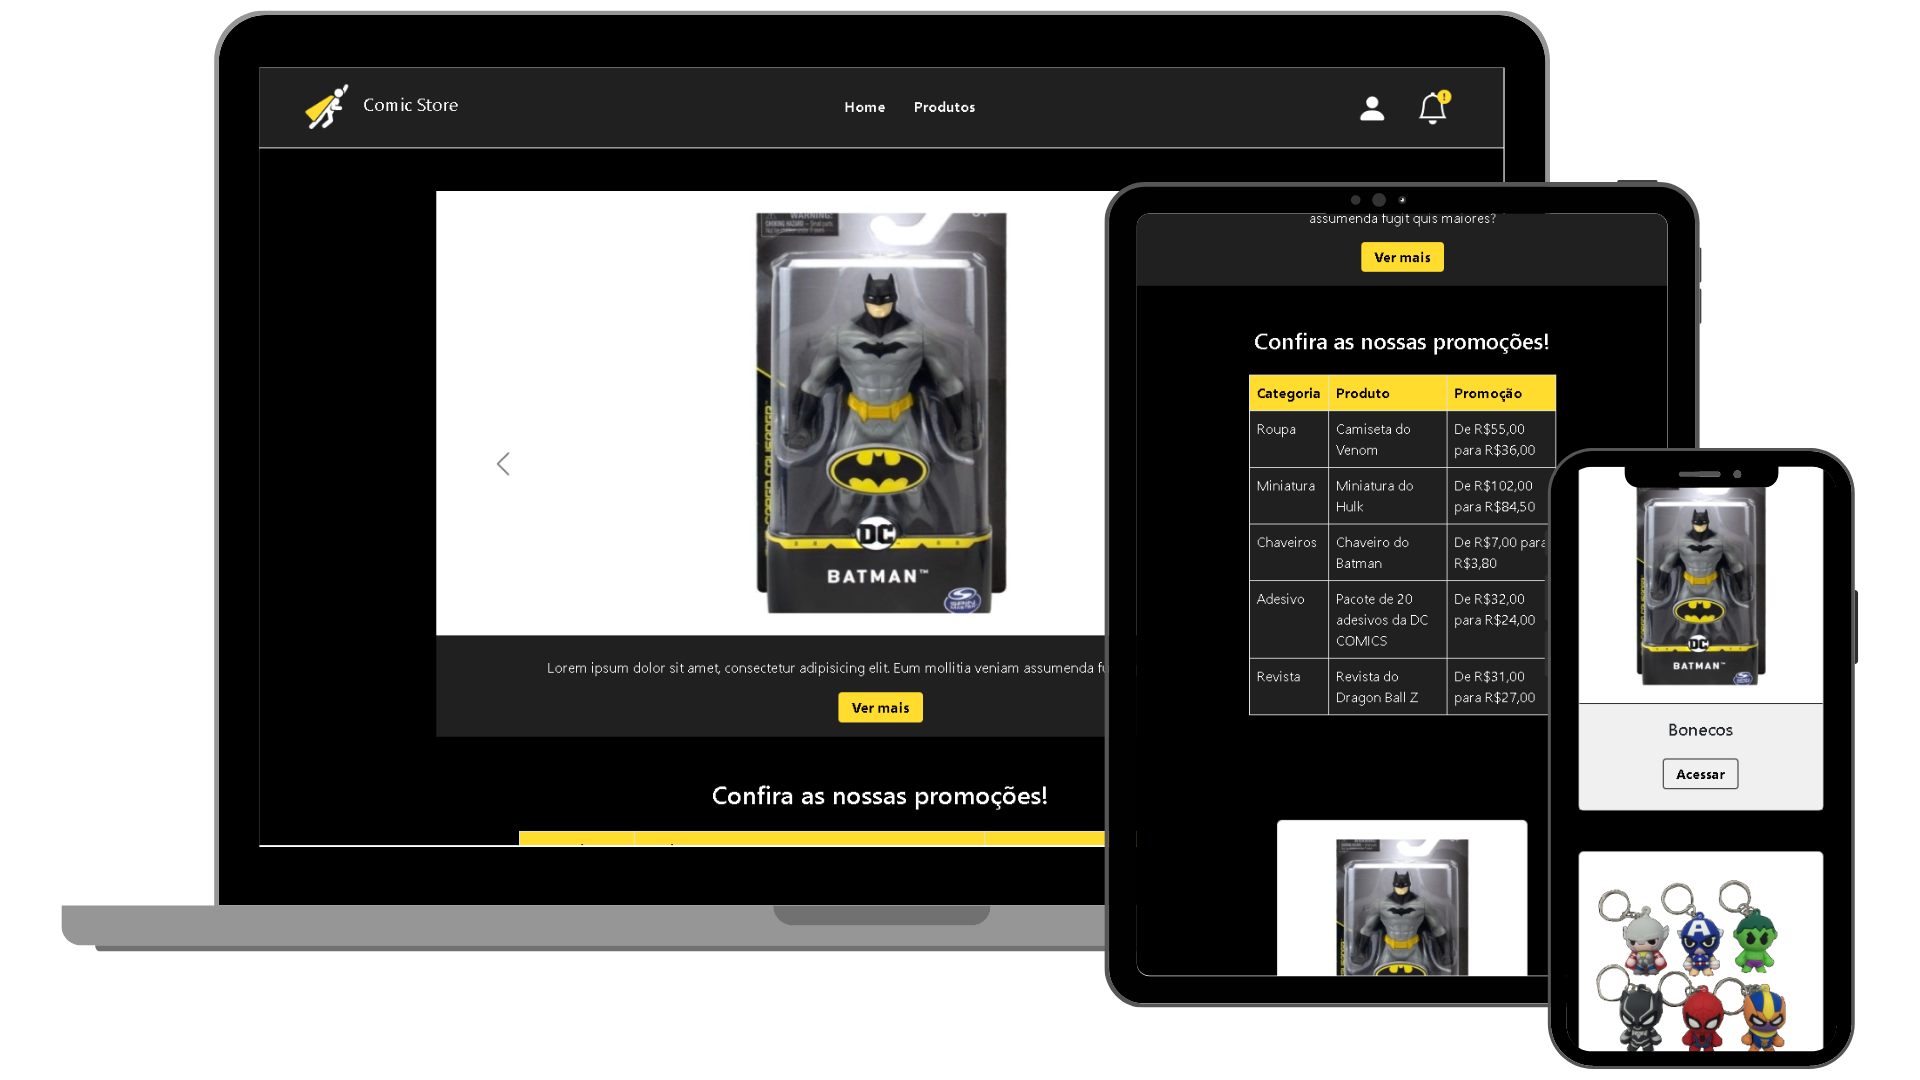 Comic Store
Home
Produtos
!
WARNING:
DC
BATMAN™
SPIN MASTER
Lorem ipsum dolor sit amet, consectetur adipisicing elit. Eum mollitia veniam assumenda fu
Ver mais
Confira as nossas promoções!
assumenda fugit quis maiores?
Ver mais
Confira as nossas promoções!
Categoria
Produto
Promoção
Roupa
Camiseta do
Venom
De R$55,00
para R$36,00
Miniatura
Miniatura do
Hulk
De R$102,00
para R$84,50
Chaveiros
Chaveiro do
Batman
De R$7,00 para
R$3,80
Adesivo
Pacote de 20
adesivos da DC
COMICS
De R$32,00
para R$24,00
Revista
Revista do
Dragon Ball Z
De R$31,00
para R$27,00
DC
BATMAN™
Bonecos
Acessar
A